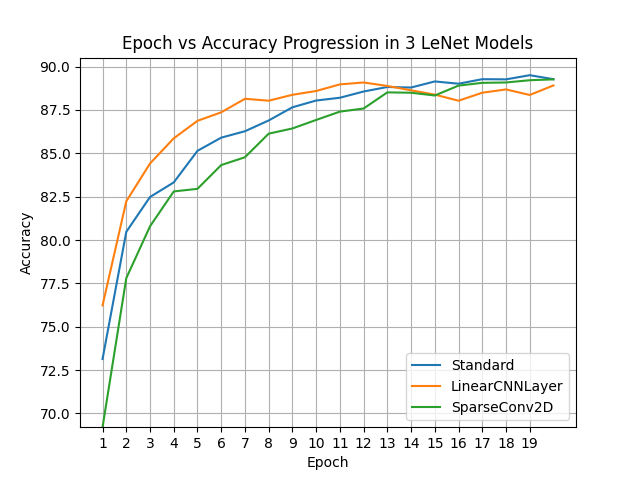 Epoch vs Accuracy Progression in 3 LeNet Models
90.0
87.5
85.0
82.5
80.0
77.5
75.0
72.5
70.0
Accuracy
Standard
LinearCNNLayer
SparseConv2D
1 2 3 4 5 6 7 8 9 10 11 12 13 14 15 16 17 18 19
Epoch